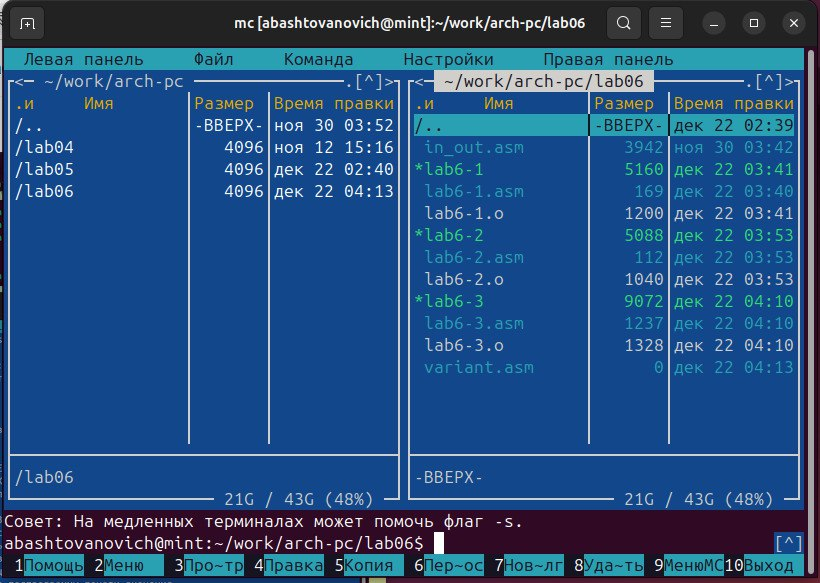 mc [abashtovanovich@mint]:~/work/arch-pc/lab06
Левая панель Файл Команда Настройки Правая панель
<─ ~/work/arch-pc .[^]>
.и Имя Размер Время правки
/.. -ВВЕРХ- ноя 30 03:52
/lab04 4096 ноя 12 15:16
/lab05 4096 дек 22 02:40
/lab06 4096 дек 22 04:13
/lab06
21G / 43G (48%)
<─ ~/work/arch-pc/lab06 .[^]>
.и Имя Размер Время правки
/.. -ВВЕРХ- дек 22 02:39
in_out.asm 3942 ноя 30 03:42
*lab6-1 5160 дек 22 03:41
lab6-1.asm 169 дек 22 03:40
lab6-1.o 1200 дек 22 03:41
*lab6-2 5088 дек 22 03:53
lab6-2.asm 112 дек 22 03:53
lab6-2.o 1040 дек 22 03:53
*lab6-3 9072 дек 22 04:10
lab6-3.asm 1237 дек 22 04:10
lab6-3.o 1328 дек 22 04:10
variant.asm 0 дек 22 04:13
-ВВЕРХ-
21G / 43G (48%)
Совет: На медленных терминалах может помочь флаг -s.
abashtovanovich@mint:~/work/arch-pc/lab06$ [^]
1Помощь 2Меню 3Про~тр 4Правка 5Копия 6Пер~ос 7Нов~лг 8Уда~ть 9МенюMC 10Выход